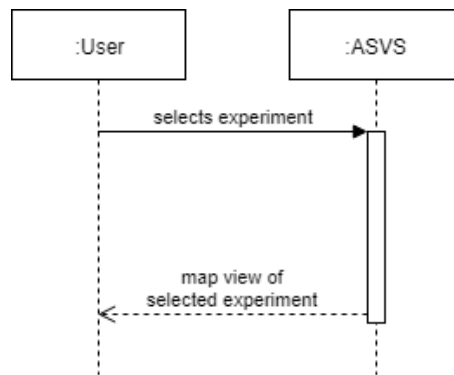 :User
:ASVS
selects experiment
map view of
selected experiment